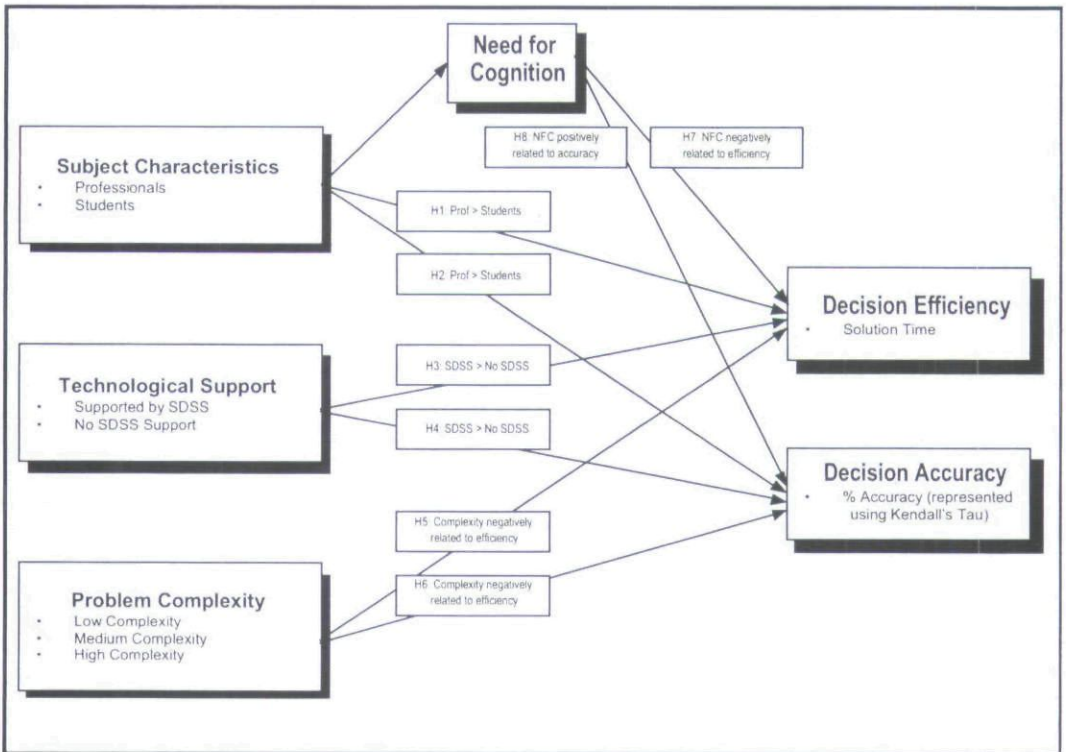 Need for
Cognition
H8: NFC positively
related to accuracy
H7: NFC negatively
related to efficiency
Subject Characteristics
• Professionals
• Students
H1: Prof > Students
H2: Prof > Students
Decision Efficiency
• Solution Time
Technological Support
• Supported by SDSS
• No SDSS Support
H3: SDSS > No SDSS
H4: SDSS > No SDSS
Decision Accuracy
• % Accuracy (represented
using Kendall's Tau)
H5: Complexity negatively
related to efficiency
H6: Complexity negatively
related to efficiency
Problem Complexity
• Low Complexity
• Medium Complexity
• High Complexity